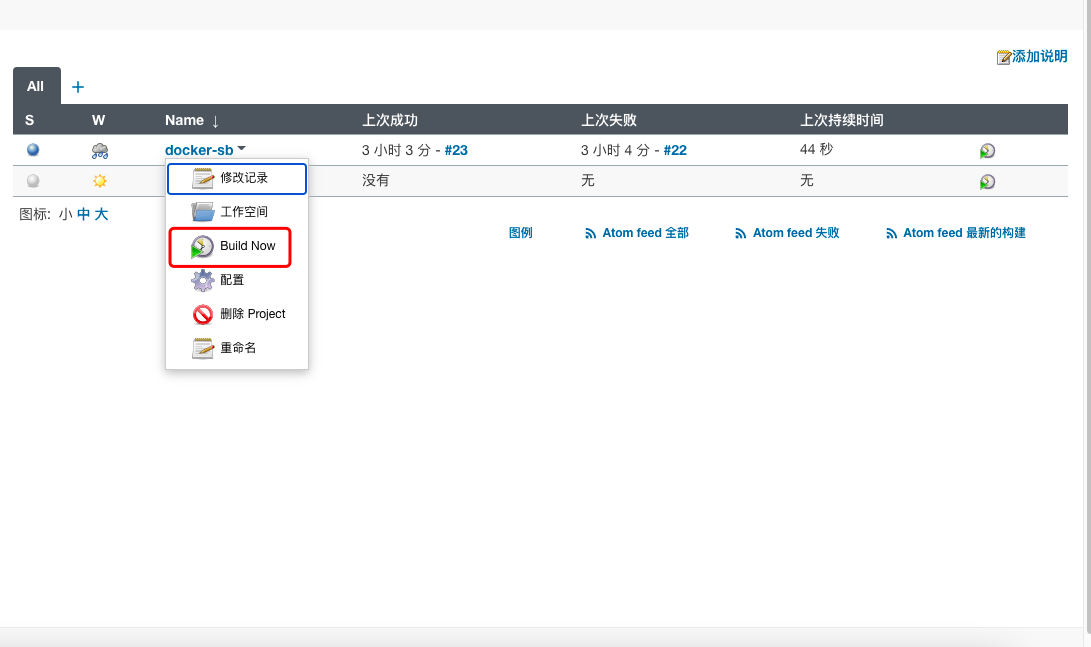 添加说明
All +
S W Name ↓ 上次成功 上次失败 上次持续时间
docker-sb 3 小时 3 分 - #23 3 小时 4 分 - #22 44 秒
修改记录
没有 无 无
工作空间
图标: 小 中 大
图例 Atom feed 全部 Atom feed 失败 Atom feed 最新的构建
Build Now
配置
删除 Project
重命名